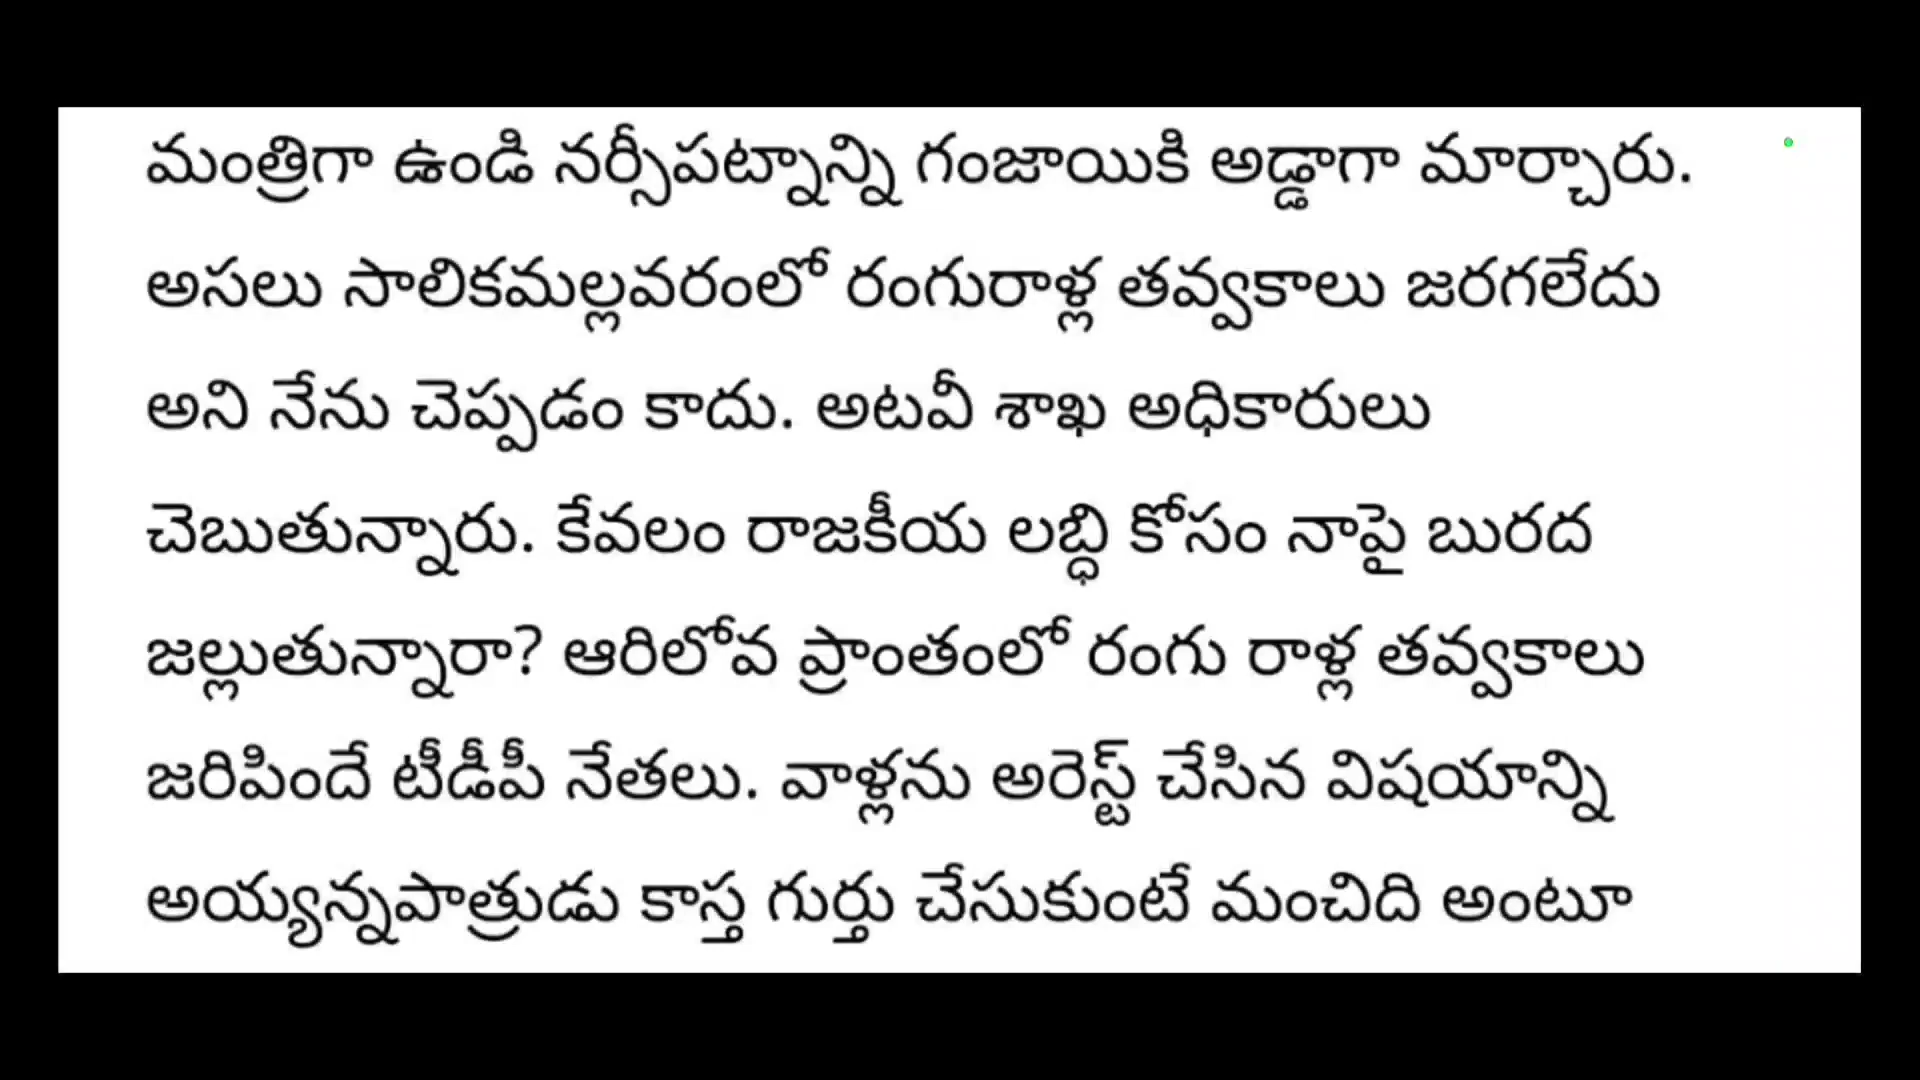 మంత్రిగా ఉండి నర్సీపట్నాన్ని గంజాయికి అడ్డాగా మార్చారు.
అసలు సాలికమల్లవరంలో రంగురాళ్ల తవ్వకాలు జరగలేదు
అని నేను చెప్పడం కాదు. అటవీ శాఖ అధికారులు
చెబుతున్నారు. కేవలం రాజకీయ లబ్ధి కోసం నాపై బురద
జల్లుతున్నారా? ఆరిలోవ ప్రాంతంలో రంగు రాళ్ల తవ్వకాలు
జరిపిందే టీడీపీ నేతలు. వాళ్లను అరెస్ట్ చేసిన విషయాన్ని
అయ్యన్నపాత్రుడు కాస్త గుర్తు చేసుకుంటే మంచిది అంటూ